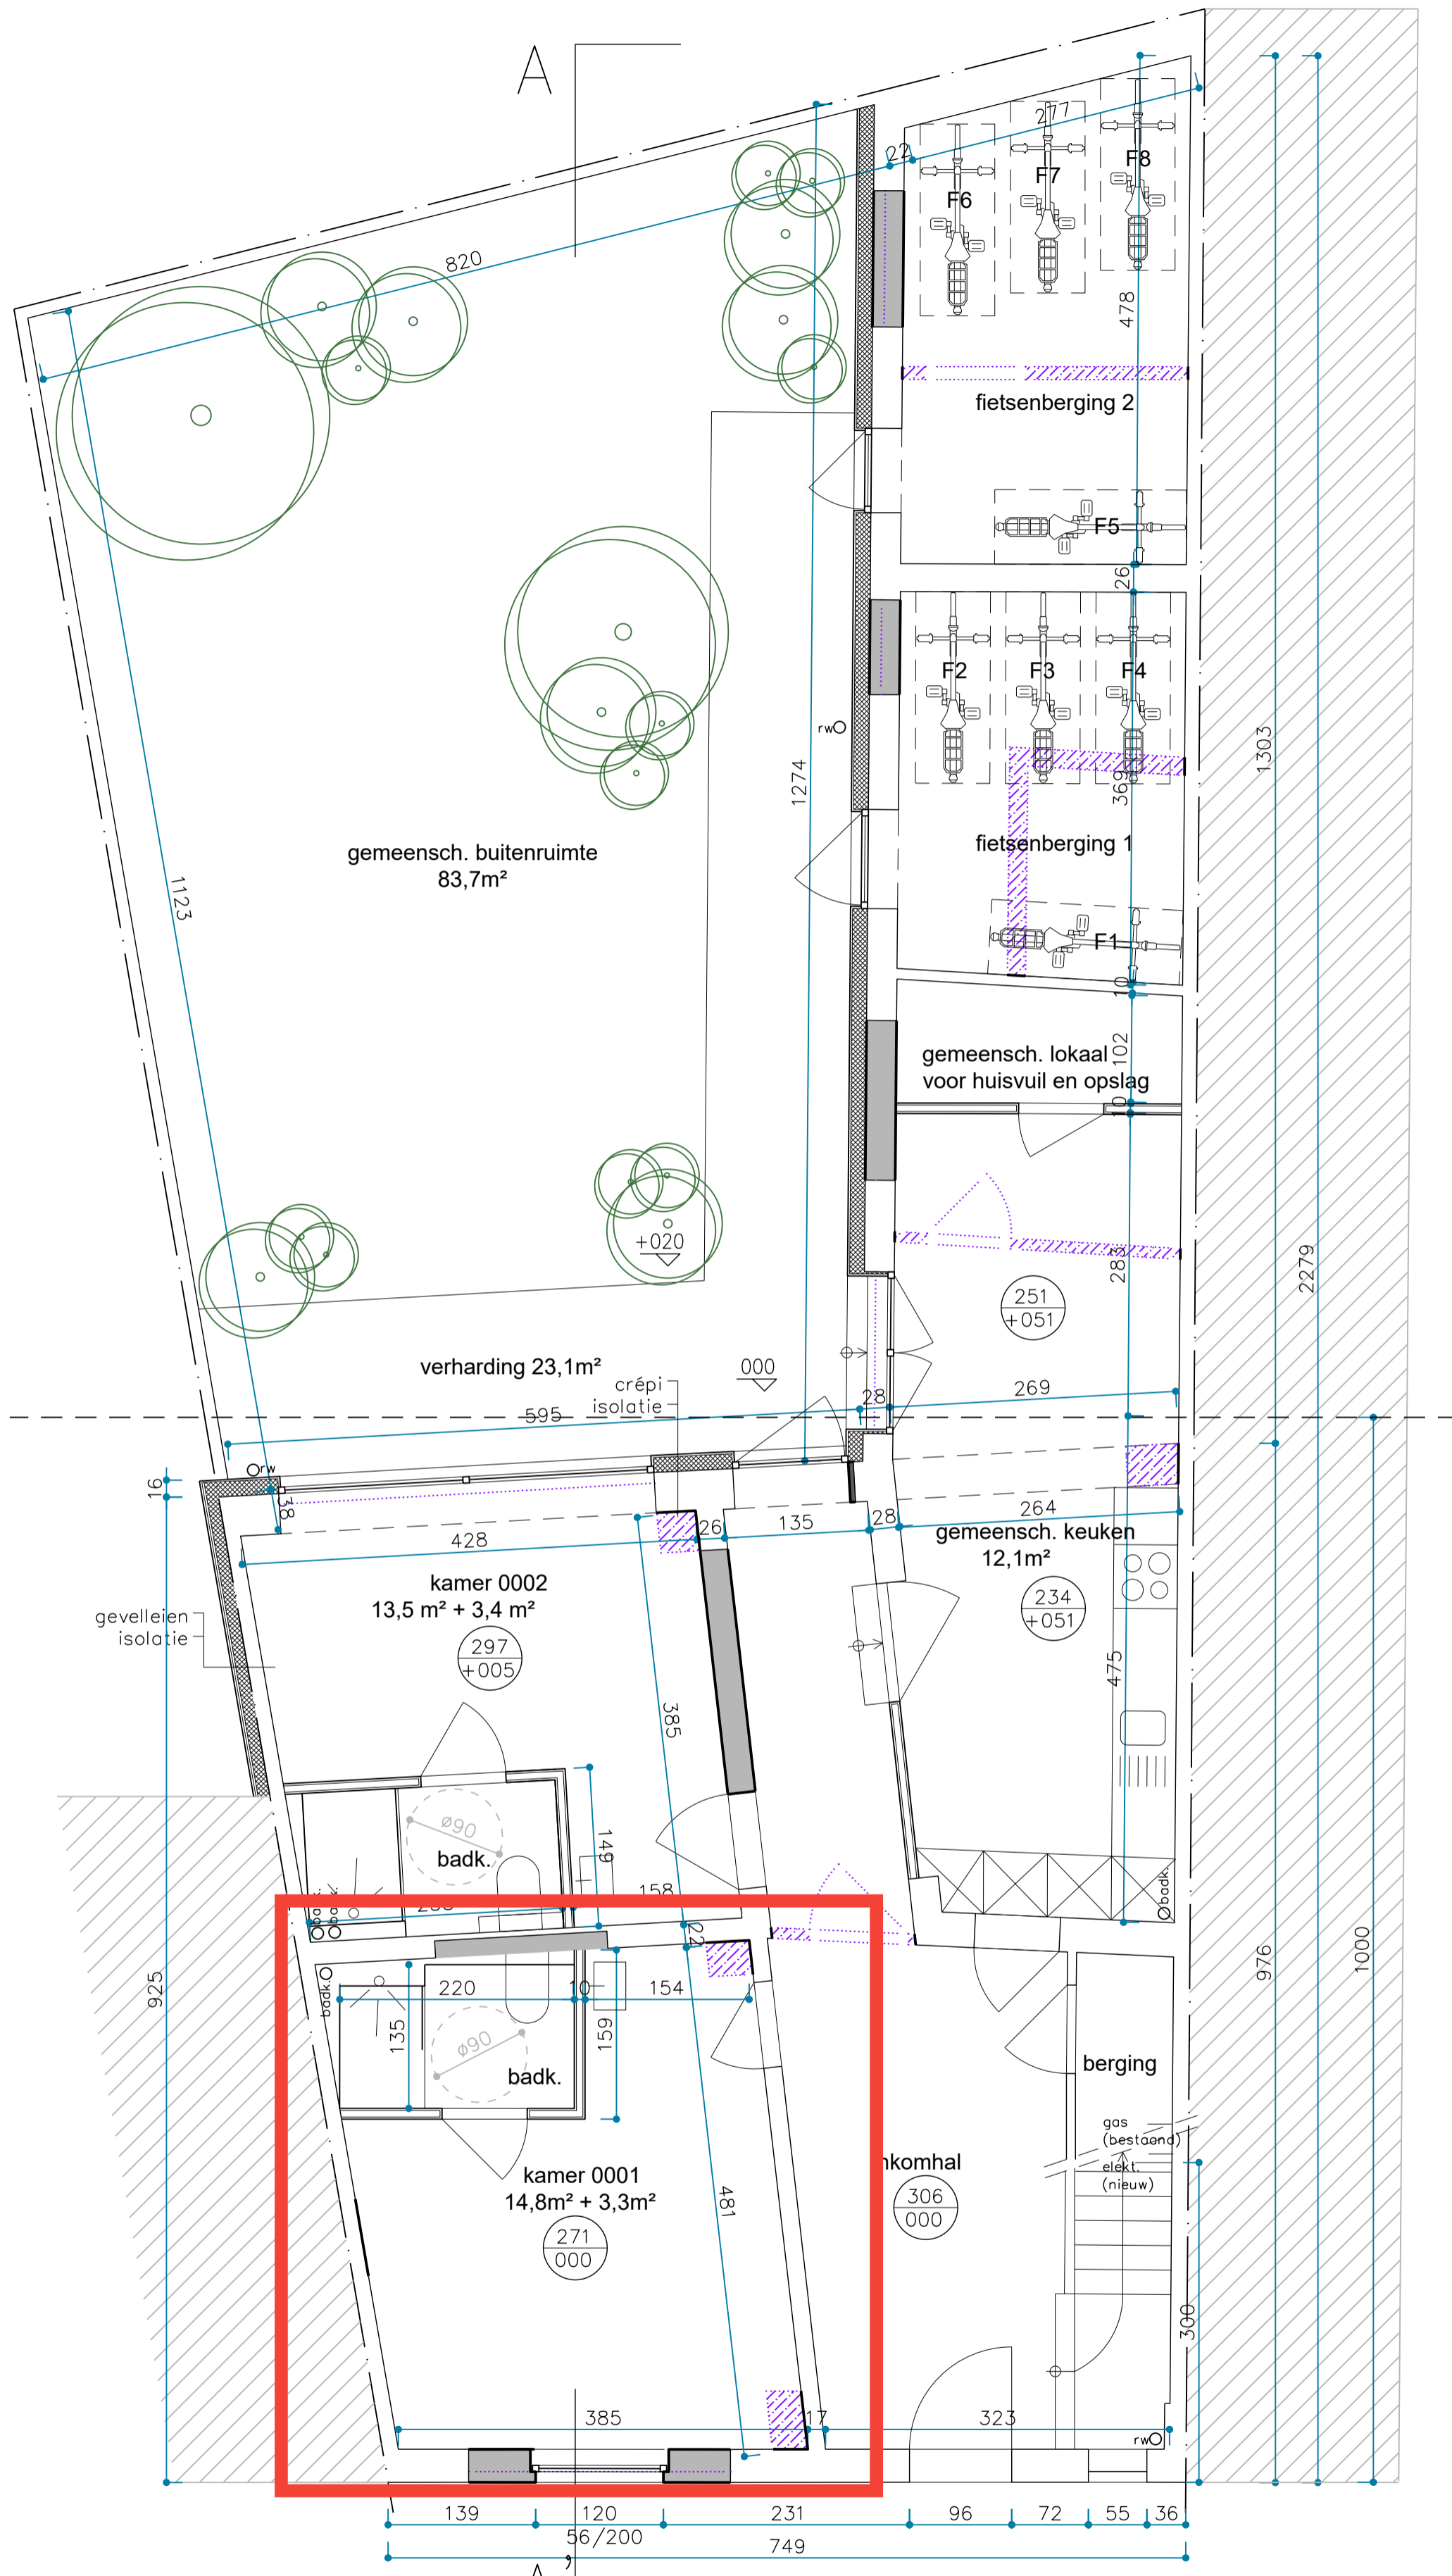 A
277
22
F8
F7
F6
820
478
fietsenberging 2
F5
26
F2
F3
F4
rw
1303
1274
369
fietsenberging 1
gemeensch. buitenruimte
83,7m²
1123
F1
10
102
gemeensch. lokaal
voor huisvuil en opslag
10
+020
283
2279
251
+051
verharding 23,1m²
000
crépi
isolatie
28
269
595
rw
16
38
428
26
135
28
264
gemeensch. keuken
12,1m²
kamer 0002
13,5 m² + 3,4 m²
234
+051
gevelleien
isolatie
297
+005
475
385
ø90
149
badk.
158
badk.
badk.
badk.
22
976
1000
925
badk.
220
10
154
135
159
ø90
badk.
berging
gas
(bestaand)
elekt.
(nieuw)
nkomhal
kamer 0001
14,8m² + 3,3m²
481
306
000
271
000
300
385
17
323
rw
139
120
231
96
72
55
36
56/200
749
A'